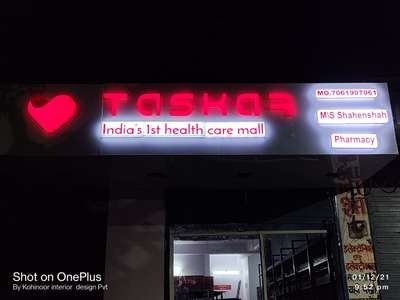 TASKAR
India's 1st health care mall
MO.7061907061
M\S Shahenshah
Pharmacy
Shot on OnePlus
By Kohinoor interior design Pvt
01/12/21
9:52 pm